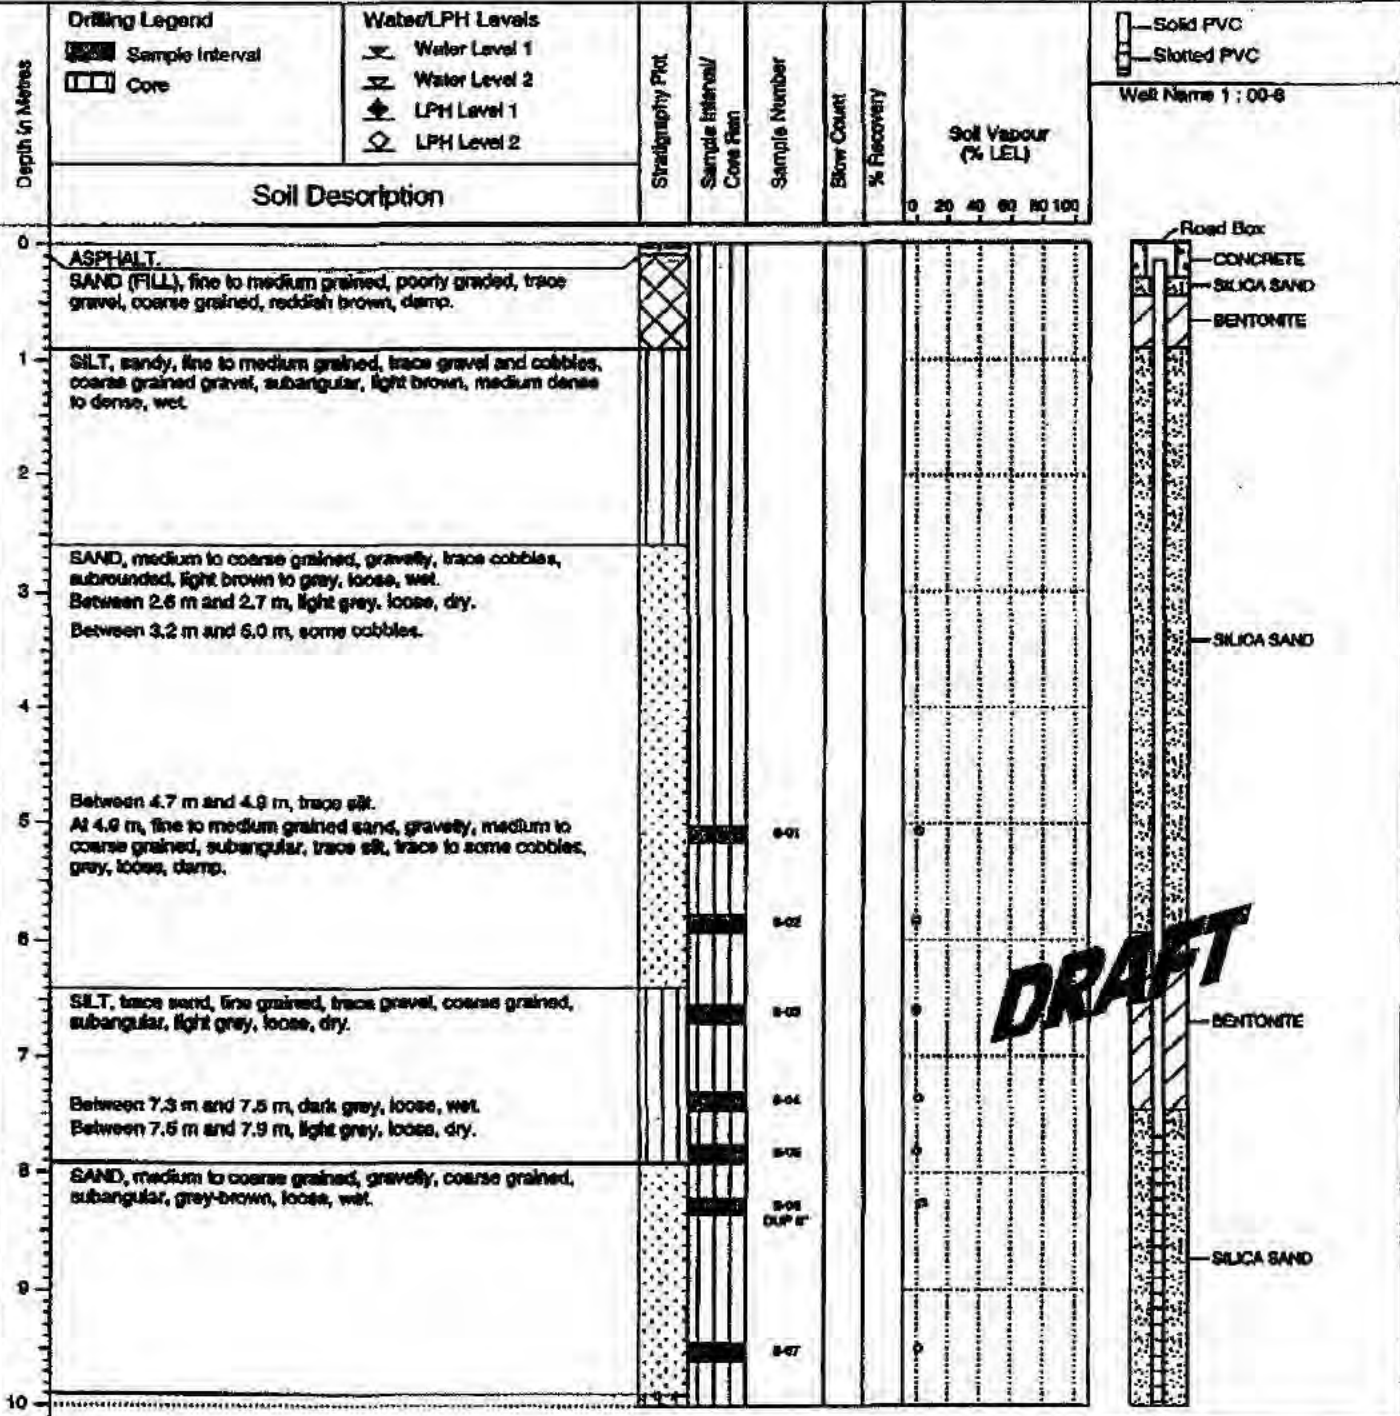 Drilling Legend
Sample Interval
Core
Water/LPH Levels
Water Level 1
Water Level 2
LPH Level 1
LPH Level 2
Depth in Metres
Soil Description
Stratigraphy Plot
Sample Interval/
Core Run
Sample Number
Blow Count
% Recovery
Soil Vapour
(% LEL)
0 20 40 60 80 100
Solid PVC
Slotted PVC
Well Name 1 : 00-6
Road Box
CONCRETE
SILICA SAND
BENTONITE
SILICA SAND
BENTONITE
SILICA SAND
0
1
2
3
4
5
6
7
8
9
10
ASPHALT.
SAND (FILL), fine to medium grained, poorly graded, trace
gravel, coarse grained, reddish brown, damp.
SILT, sandy, fine to medium grained, trace gravel and cobbles,
coarse grained gravel, subangular, light brown, medium dense
to dense, wet.
SAND, medium to coarse grained, gravelly, trace cobbles,
subrounded, light brown to grey, loose, wet.
Between 2.6 m and 2.7 m, light grey, loose, dry.
Between 3.2 m and 5.0 m, some cobbles.
Between 4.7 m and 4.9 m, trace silt.
At 4.9 m, fine to medium grained sand, gravelly, medium to
coarse grained, subangular, trace silt, trace to some cobbles,
grey, loose, damp.
SILT, trace sand, fine grained, trace gravel, coarse grained,
subangular, light grey, loose, dry.
Between 7.3 m and 7.5 m, dark grey, loose, wet.
Between 7.5 m and 7.9 m, light grey, loose, dry.
SAND, medium to coarse grained, gravelly, coarse grained,
subangular, grey-brown, loose, wet.
S-01
S-02
S-03
S-04
S-05
S-06
DUP
S-07
DRAFT